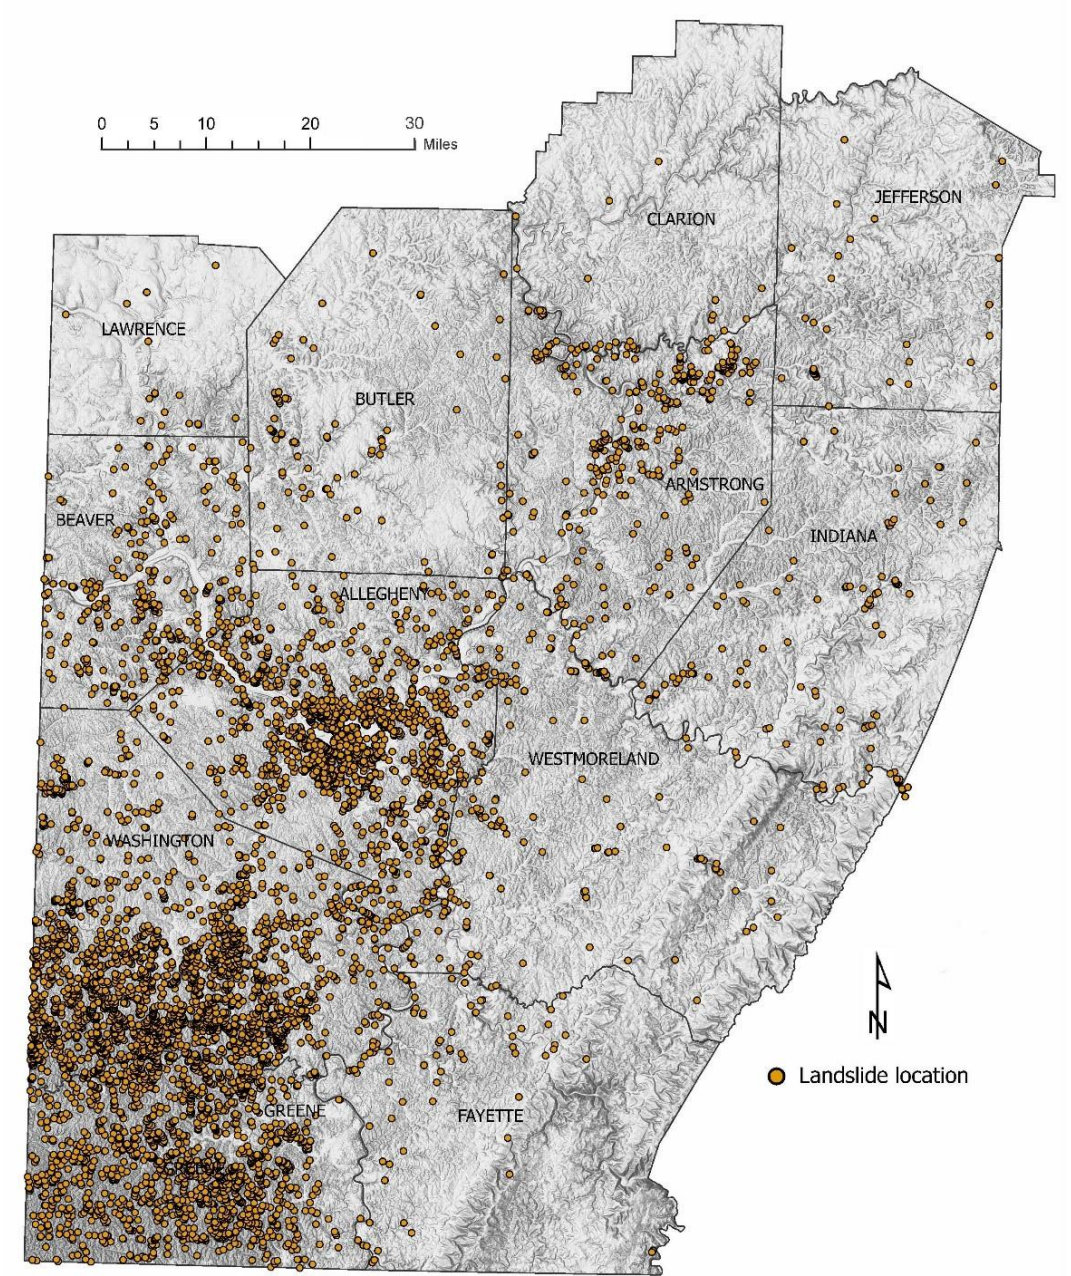 0 5 10 20 30
Miles
CLARION
JEFFERSON
LAWRENCE
BUTLER
ARMSTRONG
BEAVER
INDIANA
ALLEGHENY
WESTMORELAND
WASHINGTON
N
Landslide location
GREENE
FAYETTE
GREENE